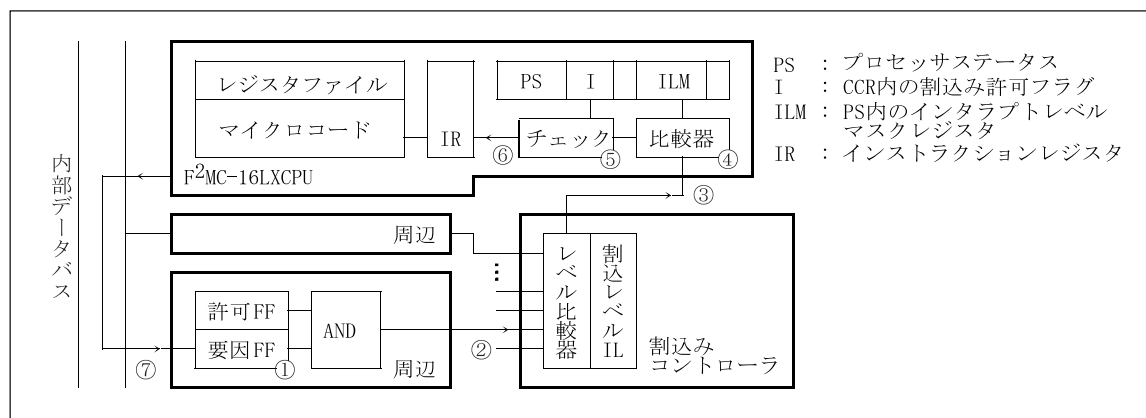 内部データバス
レジスタファイル
マイクロコード
IR
PS
I
ILM
チェック
比較器
⑥
⑤
④
F²MC-16LXCPU
③
PS : プロセッサステータス
I : CCR内の割込み許可フラグ
ILM : PS内のインタラプトレベル
マスクレジスタ
IR : インストラクションレジスタ
周辺
許可FF
要因FF
AND
①
周辺
⑦
②
レベル比較器
割込レベルIL
割込み
コントローラ